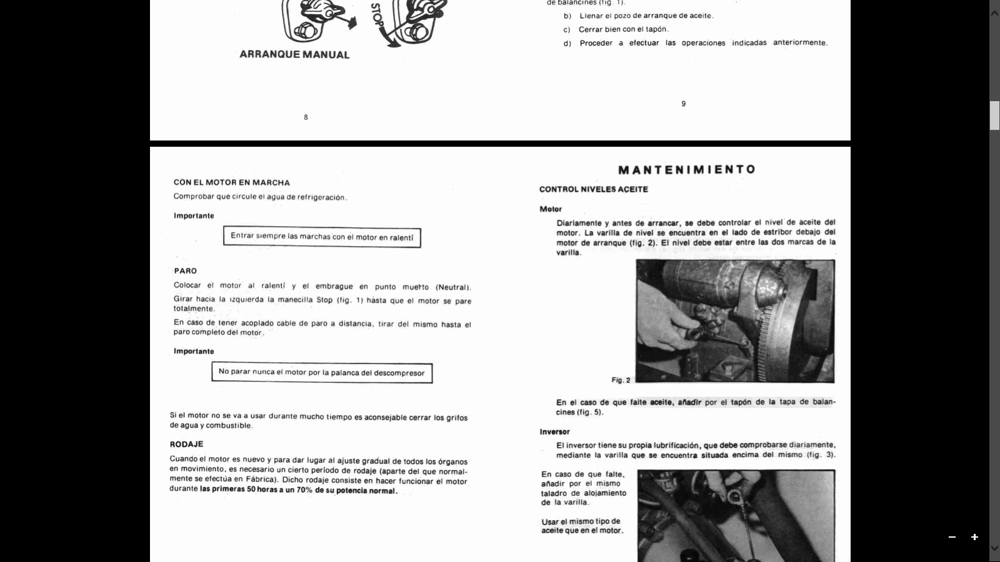 STOP
ARRANQUE MANUAL
8
de balancines (fig. 1).
b) Llenar el pozo de arranque de aceite.
c) Cerrar bien con el tapón.
d) Proceder a efectuar las operaciones indicadas anteriormente.
9
CON EL MOTOR EN MARCHA
Comprobar que circule el agua de refrigeración.
Importante
Entrar siempre las marchas con el motor en ralentí
PARO
Colocar el motor al ralentí y el embrague en punto muerto (Neutral).
Girar hacia la izquierda la manecilla Stop (fig. 1) hasta que el motor se pare
totalmente.
En caso de tener acoplado cable de paro a distancia, tirar del mismo hasta el
paro completo del motor.
Importante
No parar nunca el motor por la palanca del descompresor
Si el motor no se va a usar durante mucho tiempo es aconsejable cerrar los grifos
de agua y combustible.
RODAJE
Cuando el motor es nuevo y para dar lugar al ajuste gradual de todos los órganos
en movimiento, es necesario un cierto período de rodaje (aparte del que normal-
mente se efectúa en Fábrica). Dicho rodaje consiste en hacer funcionar el motor
durante las primeras 50 horas a un 70% de su potencia normal.
MANTENIMIENTO
CONTROL NIVELES ACEITE
Motor
Diariamente y antes de arrancar, se debe controlar el nivel de aceite del
motor. La varilla de nivel se encuentra en el lado de estribor debajo del
motor de arranque (fig. 2). El nivel debe estar entre las dos marcas de la
varilla.
Fig. 2
En el caso de que falte aceite, añadir por el tapón de la tapa de balan-
cines (fig. 5).
Inversor
El inversor tiene su propia lubrificación, que debe comprobarse diariamente,
mediante la varilla que se encuentra situada encima del mismo (fig. 3).
En caso de que falte,
añadir por el mismo
taladro de alojamiento
de la varilla.
Usar el mismo tipo de
aceite que en el motor.